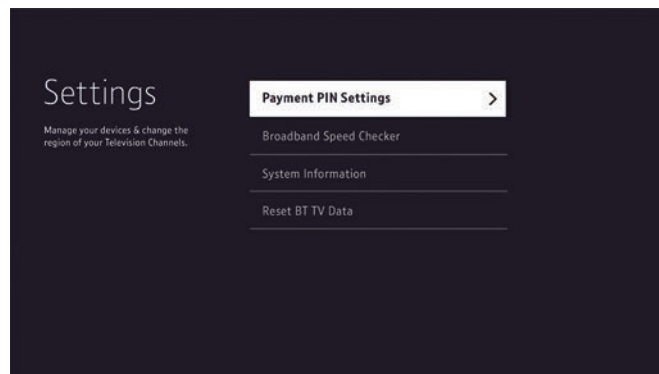 Settings
Manage your devices & change the
region of your Television Channels.
Payment PIN Settings
Broadband Speed Checker
System Information
Reset BT TV Data